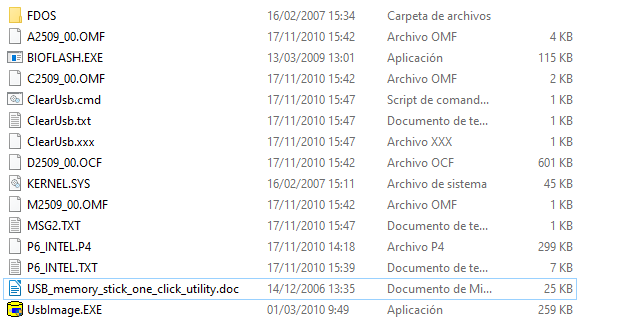 FDOS 16/02/2007 15:34 Carpeta de archivos
A2509_00.OMF 17/11/2010 15:42 Archivo OMF 4 KB
BIOFLASH.EXE 13/03/2009 13:01 Aplicación 115 KB
C2509_00.OMF 17/11/2010 15:42 Archivo OMF 2 KB
ClearUsb.cmd 17/11/2010 15:47 Script de comand... 1 KB
ClearUsb.txt 17/11/2010 15:47 Documento de te... 1 KB
ClearUsb.xxx 17/11/2010 15:47 Archivo XXX 1 KB
D2509_00.OCF 17/11/2010 15:42 Archivo OCF 601 KB
KERNEL.SYS 16/02/2007 15:11 Archivo de sistema 45 KB
M2509_00.OMF 17/11/2010 15:42 Archivo OMF 1 KB
MSG2.TXT 17/11/2010 15:47 Documento de te... 1 KB
P6_INTEL.P4 17/11/2010 14:18 Archivo P4 299 KB
P6_INTEL.TXT 17/11/2010 15:39 Documento de te... 7 KB
USB_memory_stick_one_click_utility.doc 14/12/2006 13:35 Documento de Mi... 25 KB
UsbImage.EXE 01/03/2010 9:49 Aplicación 259 KB